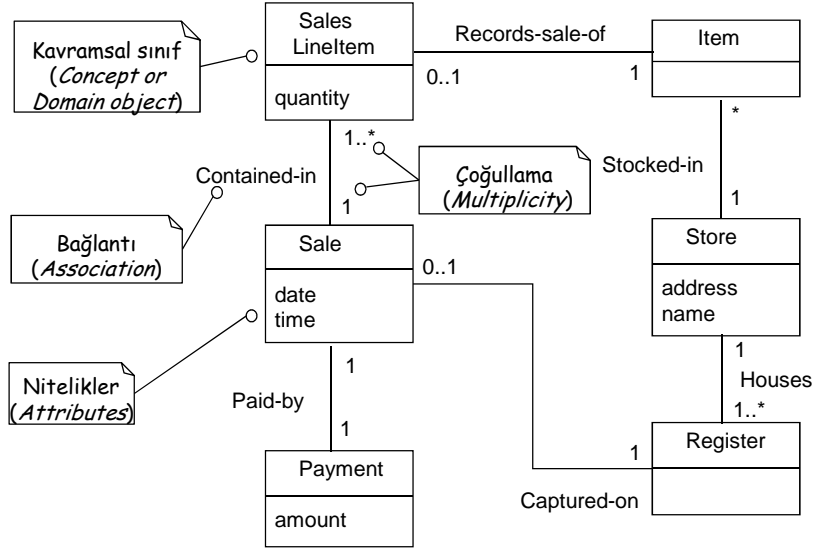 Sales
LineItem
quantity
Records-sale-of
0..1
1
Item
Kavramsal sınıf
(Concept or
Domain object)
1..*
*
Contained-in
Çoğullama
(Multiplicity)
Stocked-in
1
1
Bağlantı
(Association)
Sale
date
time
0..1
Store
address
name
Nitelikler
(Attributes)
1
Paid-by
1
1
Houses
1..*
Payment
amount
1
Captured-on
Register